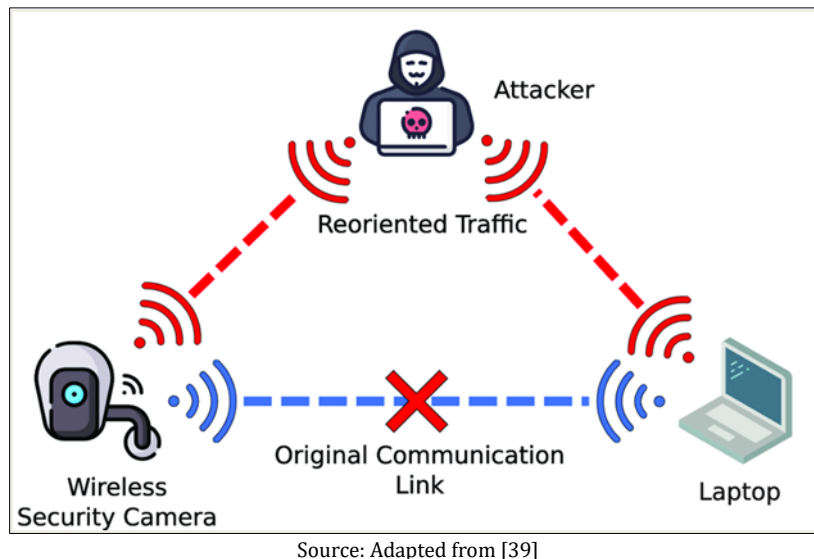 Attacker
Reoriented Traffic
Original Communication
Link
Wireless
Security Camera
Laptop
Source: Adapted from [39]